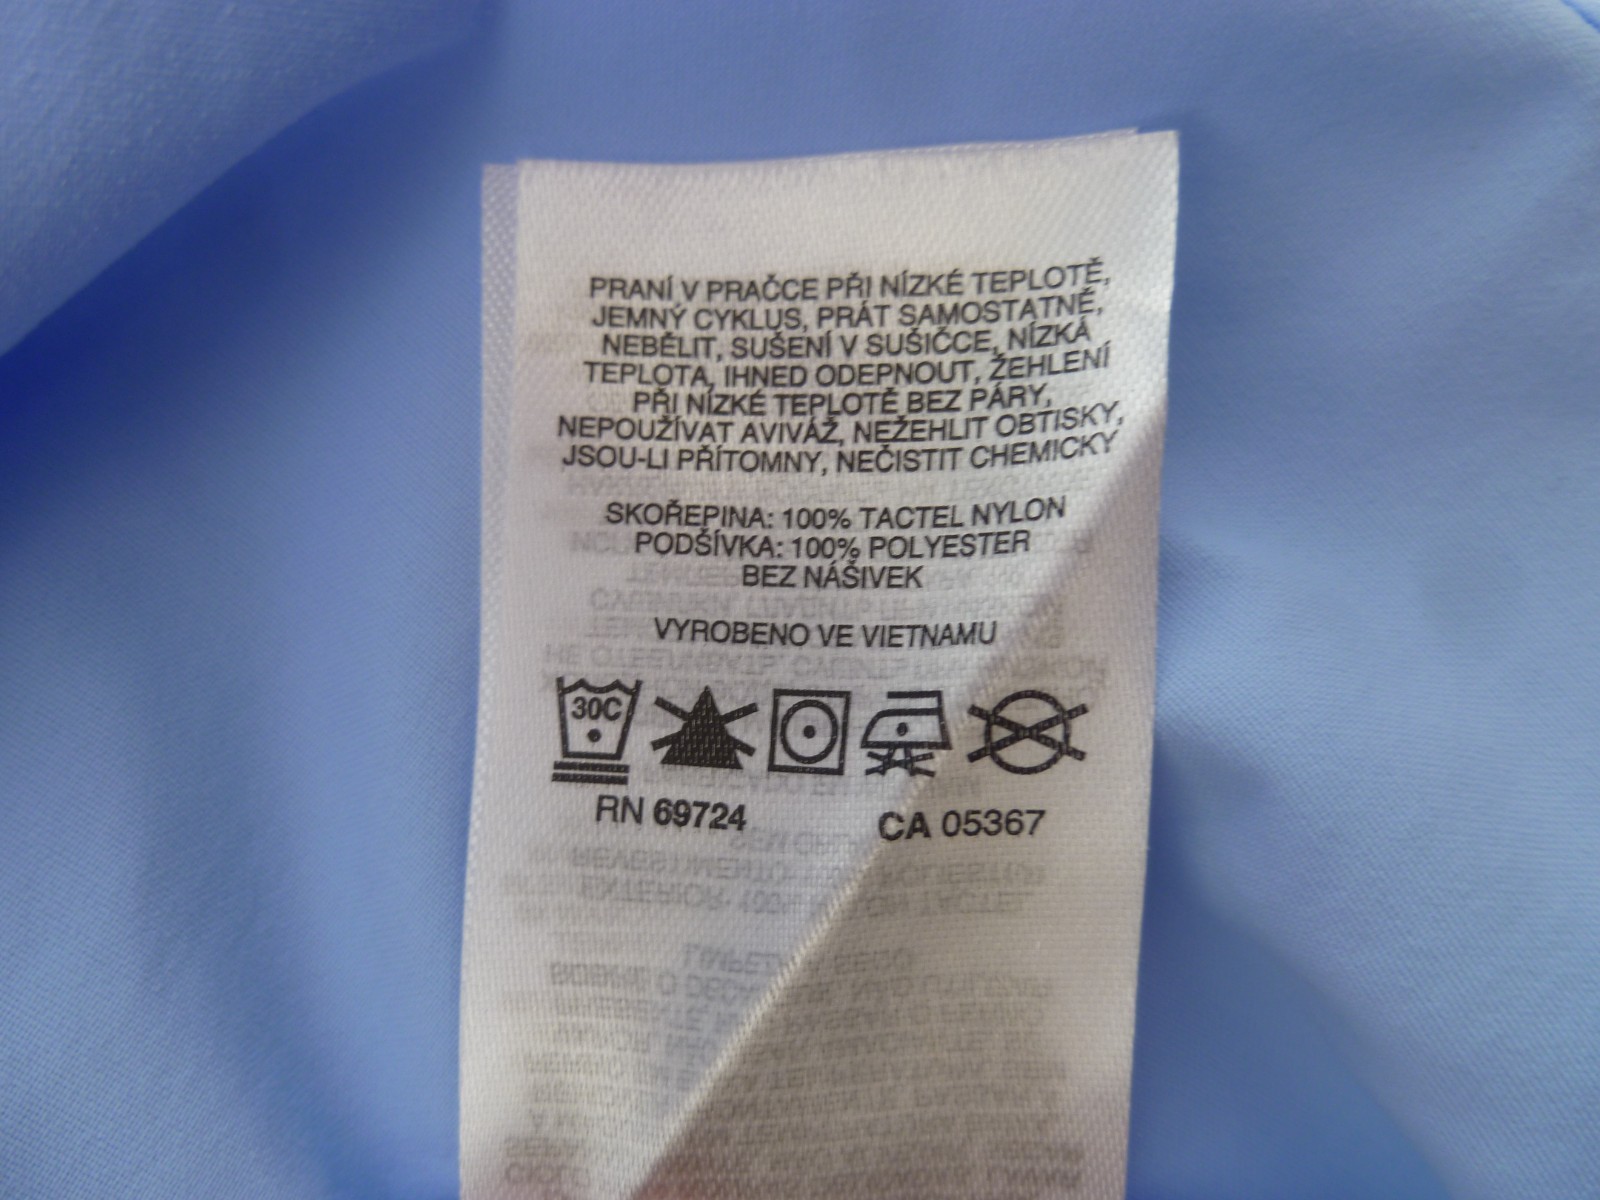 PRANÍ V PRAČCE PŘI NÍZKÉ TEPLOTĚ,
JEMNÝ CYKLUS, PRÁT SAMOSTATNĚ,
NEBĚLIT, SUŠENÍ V SUŠIČCE, NÍZKÁ
TEPLOTA, IHNED ODEPNOUT, ŽEHLENÍ
PŘI NÍZKÉ TEPLOTĚ BEZ PÁRY,
NEPOUŽÍVAT AVIVÁŽ, NEŽEHLIT OBTISKY,
JSOU-LI PŘÍTOMNY, NEČISTIT CHEMICKY
SKOŘEPINA: 100% TACTEL NYLON
PODŠÍVKA: 100% POLYESTER
BEZ NÁŠIVEK
VYROBENO VE VIETNAMU
30C
RN 69724 CA 05367